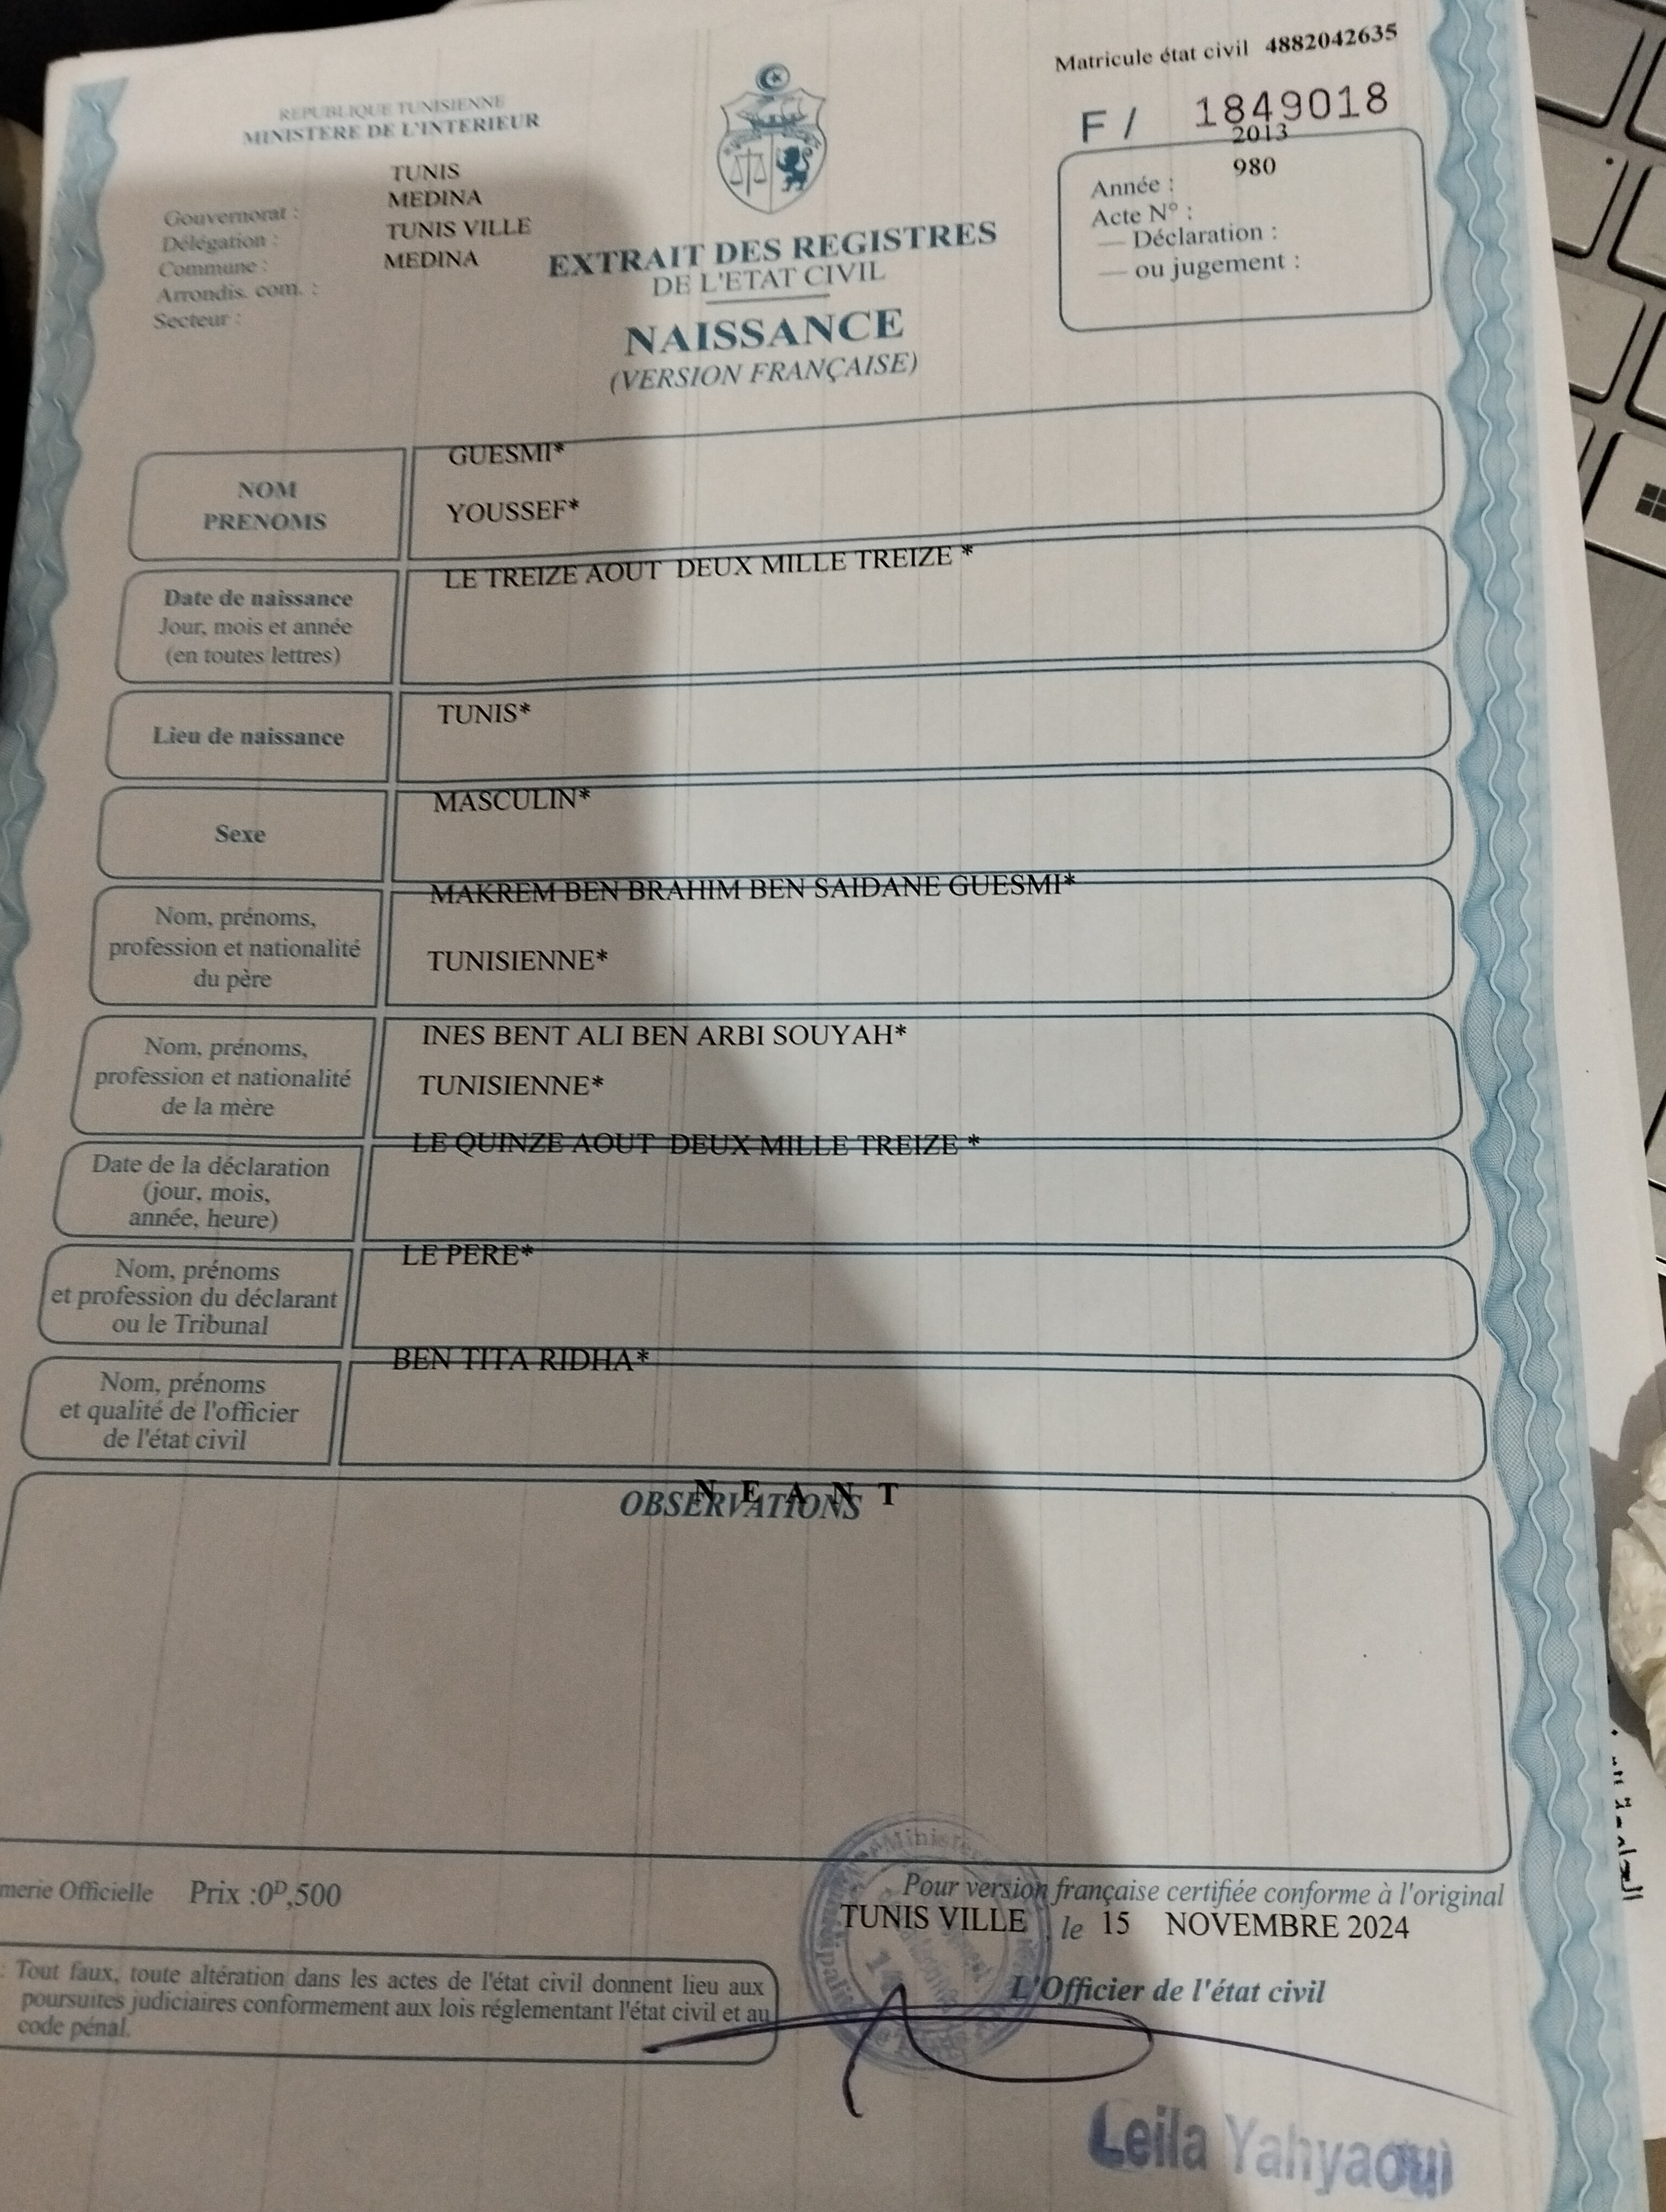 Matricule état civil 4882042635
F / 1849018
REPUBLIQUE TUNISIENNE
MINISTERE DE L'INTERIEUR
TUNIS
MEDINA
TUNIS VILLE
MEDINA
Gouvernorat :
Délégation :
Commune :
Arrondis. com. :
Secteur :
EXTRAIT DES REGISTRES
DE L'ETAT CIVIL
NAISSANCE
(VERSION FRANÇAISE)
2013
980
Année :
Acte N° :
— Déclaration :
— ou jugement :
NOM
PRENOMS
GUESMI*
YOUSSEF*
Date de naissance
Jour, mois et année
(en toutes lettres)
LE TREIZE AOUT DEUX MILLE TREIZE *
Lieu de naissance
TUNIS*
Sexe
MASCULIN*
Nom, prénoms,
profession et nationalité
du père
MAKREM BEN BRAHIM BEN SAIDANE GUESMI*
TUNISIENNE*
Nom, prénoms,
profession et nationalité
de la mère
INES BENT ALI BEN ARBI SOUYAH*
TUNISIENNE*
Date de la déclaration
(jour, mois,
année, heure)
LE QUINZE AOUT DEUX MILLE TREIZE *
Nom, prénoms
et profession du déclarant
ou le Tribunal
LE PERE*
Nom, prénoms
et qualité de l'officier
de l'état civil
BEN TITA RIDHA*
N E A N T
OBSERVATIONS
Officielle Prix :0ᴰ,500
Pour version française certifiée conforme à l'original
TUNIS VILLE , le 15 NOVEMBRE 2024
L'Officier de l'état civil
: Tout faux, toute altération dans les actes de l'état civil donnent lieu aux
poursuites judiciaires conformement aux lois réglementant l'état civil et au
code pénal.
Leila Yahyaoui